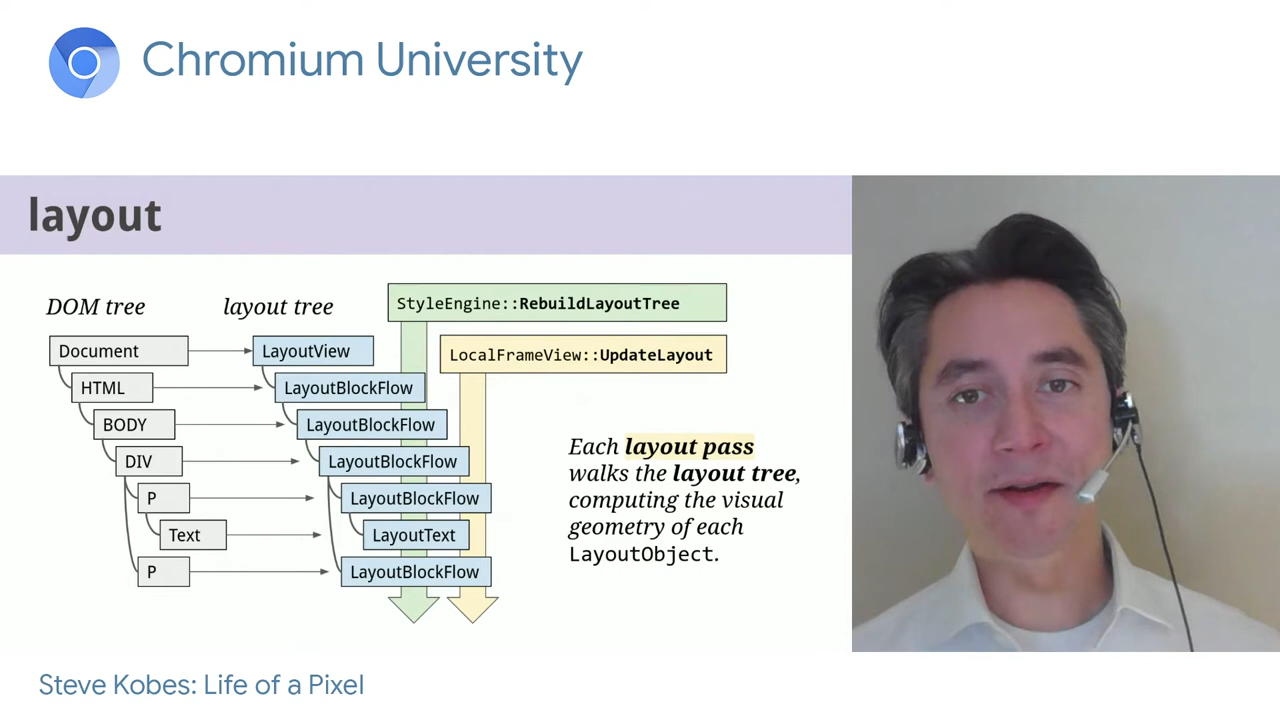 Chromium University
layout
DOM tree
layout tree
StyleEngine::RebuildLayoutTree
LocalFrameView::UpdateLayout
Document
LayoutView
HTML
LayoutBlockFlow
BODY
LayoutBlockFlow
DIV
LayoutBlockFlow
P
LayoutBlockFlow
Text
LayoutText
P
LayoutBlockFlow
Each layout pass
walks the layout tree,
computing the visual
geometry of each
LayoutObject.
Steve Kobes: Life of a Pixel